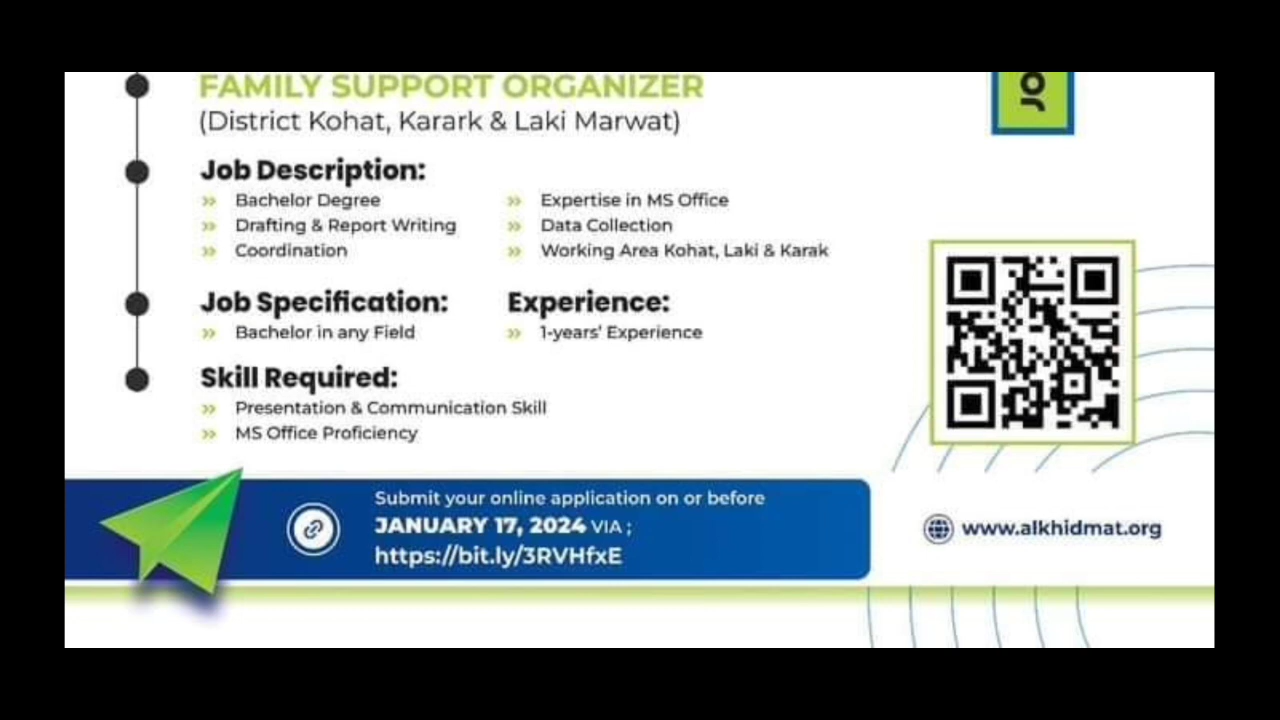 FAMILY SUPPORT ORGANIZER
(District Kohat, Karark & Laki Marwat)
Job Description:
Bachelor Degree
Drafting & Report Writing
Coordination
Expertise in MS Office
Data Collection
Working Area Kohat, Laki & Karak
Job Specification:
Bachelor in any Field
Experience:
1-years' Experience
Skill Required:
Presentation & Communication Skill
MS Office Proficiency
Submit your online application on or before
JANUARY 17, 2024 VIA ;
https://bit.ly/3RVHfxE
www.alkhidmat.org